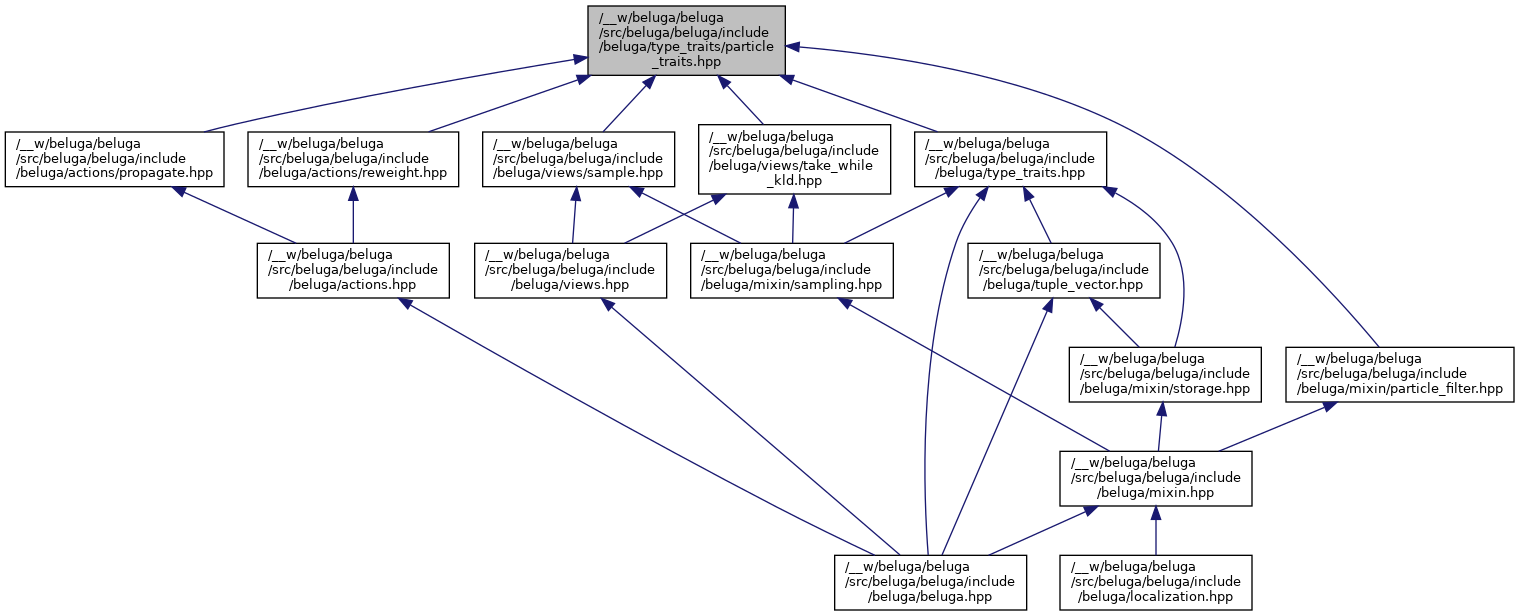 /__w/beluga/beluga
/src/beluga/beluga/include
/beluga/type_traits/particle
_traits.hpp
/__w/beluga/beluga
/src/beluga/beluga/include
/beluga/actions/propagate.hpp
/__w/beluga/beluga
/src/beluga/beluga/include
/beluga/actions/reweight.hpp
/__w/beluga/beluga
/src/beluga/beluga/include
/beluga/views/sample.hpp
/__w/beluga/beluga
/src/beluga/beluga/include
/beluga/views/take_while
_kld.hpp
/__w/beluga/beluga
/src/beluga/beluga/include
/beluga/type_traits.hpp
/__w/beluga/beluga
/src/beluga/beluga/include
/beluga/actions.hpp
/__w/beluga/beluga
/src/beluga/beluga/include
/beluga/views.hpp
/__w/beluga/beluga
/src/beluga/beluga/include
/beluga/mixin/sampling.hpp
/__w/beluga/beluga
/src/beluga/beluga/include
/beluga/tuple_vector.hpp
/__w/beluga/beluga
/src/beluga/beluga/include
/beluga/mixin/storage.hpp
/__w/beluga/beluga
/src/beluga/beluga/include
/beluga/mixin/particle_filter.hpp
/__w/beluga/beluga
/src/beluga/beluga/include
/beluga/mixin.hpp
/__w/beluga/beluga
/src/beluga/beluga/include
/beluga/beluga.hpp
/__w/beluga/beluga
/src/beluga/beluga/include
/beluga/localization.hpp